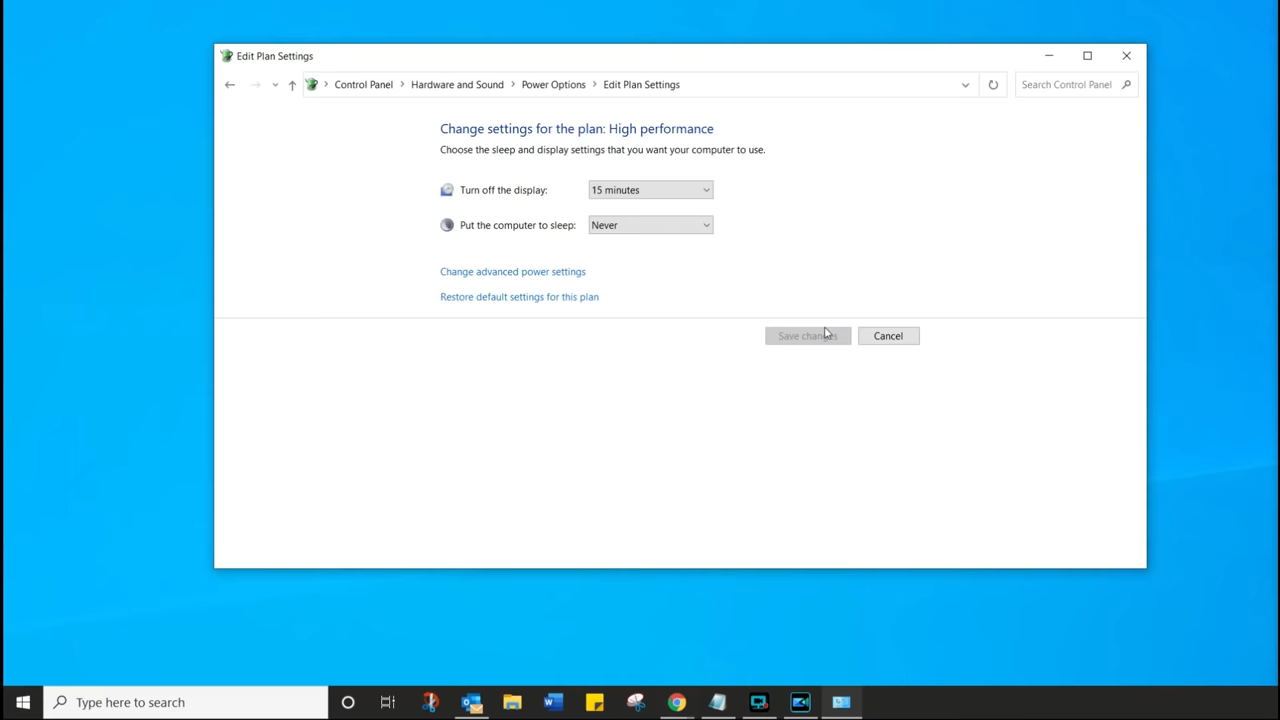 Edit Plan Settings
Control Panel > Hardware and Sound > Power Options > Edit Plan Settings
Search Control Panel
Change settings for the plan: High performance
Choose the sleep and display settings that you want your computer to use.
Turn off the display: 15 minutes
Put the computer to sleep: Never
Change advanced power settings
Restore default settings for this plan
Save changes
Cancel
Type here to search